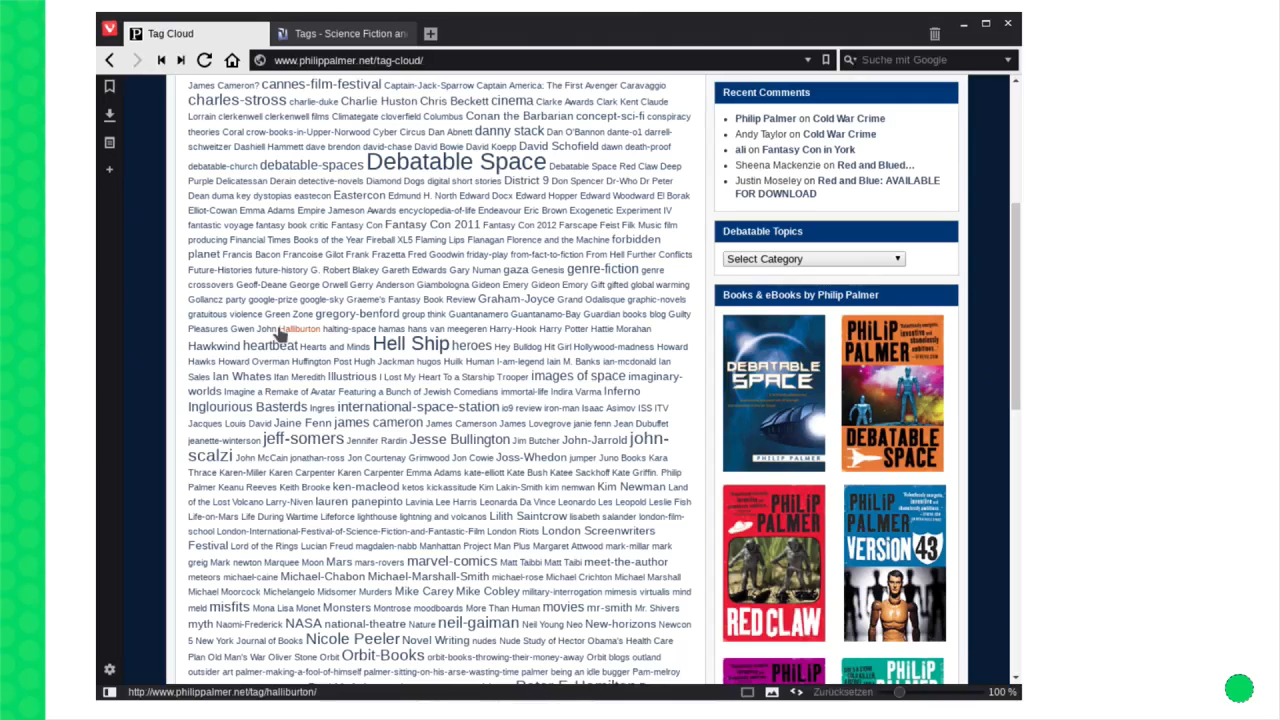 Tag Cloud
Tags - Science Fiction an
www.philippalmer.net/tag-cloud/
Suche mit Google
James Cameron? cannes-film-festival Captain-Jack-Sparrow Captain America: The First Avenger Caravaggio
charles-stross charlie-duke Charlie Huston Chris Beckett cinema Clarke Awards Clark Kent Claude
Lorrain clerkenwell clerkenwell films Climategate cloverfield Columbus Conan the Barbarian concept-sci-fi conspiracy
theories Coral crow-books-in-Upper-Norwood Cyber Circus Dan Abnett danny stack Dan O'Bannon dante-o1 darrel-
schweitzer Dashiell Hammett dave brendon david-chase David Bowie David Koepp David Schofield dawn death-proof
debatable-church debatable-spaces Debatable Space Debatable Space Red Claw Deep
Purple Delicatessan Derain detective-novels Diamond Dogs digital short stories District 9 Don Spencer Dr-Who Dr Peter
Dean duma key dystopias eastecon Eastercon Edmund H. North Edward Docx Edward Hopper Edward Woodward El Borak
Elliot-Cowan Emma Adams Empire Jameson Awards encyclopedia-of-life Endeavour Eric Brown Exogenetic Experiment IV
fantastic voyage fantasy book critic Fantasy Con Fantasy Con 2011 Fantasy Con 2012 Farscape Feist Filk Music film
producing Financial Times Books of the Year Fireball XL5 Flaming Lips Flanagan Florence and the Machine forbidden
planet Francis Bacon Francoise Gilot Frank Frazetta Fred Goodwin friday-play from-fact-to-fiction From Hell Further Conflicts
Future-Histories future-history G. Robert Blakey Gareth Edwards Gary Numan gaza Genesis genre-fiction genre
crossovers Geoff-Deane George Orwell Gerry Anderson Giambologna Gideon Emery Gideon Emory Gift gifted global warming
Gollancz party google-prize google-sky Graeme's Fantasy Book Review Graham-Joyce Grand Odalisque graphic-novels
gratuitous violence Green Zone gregory-benford group think Guantanamero Guantanamo-Bay Guardian books blog Guilty
Pleasures Gwen John Halliburton halting-space hamas hans van meegeren Harry-Hook Harry Potter Hattie Morahan
Hawkwind heartbeat Hearts and Minds Hell Ship heroes Hey Bulldog Hit Girl Hollywood-madness Howard
Hawks Howard Overman Huffington Post Hugh Jackman hugos Huilk Human I-am-legend Iain M. Banks ian-mcdonald Ian
Sales Ian Whates Ifan Meredith Illustrious I Lost My Heart To a Starship Trooper images of space imaginary-
worlds Imagine a Remake of Avatar Featuring a Bunch of Jewish Comedians immortal-life Indira Varma Inferno
Inglourious Basterds Ingres international-space-station io9 review iron-man Isaac Asimov ISS ITV
Jacques Louis David Jaine Fenn james cameron James Cameron James Lovegrove janie fenn Jean Dubuffet
jeanette-winterson jeff-somers Jennifer Rardin Jesse Bullington Jim Butcher John-Jarrold john-
scalzi John McCain jonathan-ross Jon Courtenay Grimwood Jon Cowie Joss-Whedon jumper Juno Books Kara
Thrace Karen-Miller Karen Carpenter Karen Carpenter Emma Adams kate-elliott Kate Bush Katee Sackhoff Kate Griffin. Philip
Palmer Keanu Reeves Keith Brooke ken-macleod ketos kickassitude Kim Lakin-Smith kim nemwan Kim Newman Land
of the Lost Volcano Larry-Niven lauren panepinto Lavinia Lee Harris Leonarda Da Vince Leonardo Les Leopold Leslie Fish
Life-on-Mars Life During Wartime Lifeforce lighthouse lightning and volcanos Lilith Saintcrow lisabeth salander london-film-
school London-International-Festival-of-Science-Fiction-and-Fantastic-Film London Riots London Screenwriters
Festival Lord of the Rings Lucian Freud magdalen-nabb Manhattan Project Man Plus Margaret Attwood mark-millar mark
greig Mark newton Marquee Moon Mars mars-rovers marvel-comics Matt Taibbi Matt Taibi meet-the-author
meteors michael-caine Michael-Chabon Michael-Marshall-Smith michael-rose Michael Crichton Michael Marshall
Michael Moorcock Michelangelo Midsomer Murders Mike Carey Mike Cobley military-interrogation mimesis virtualis mind
meld misfits Mona Lisa Monet Monsters Montrose moodboards More Than Human movies mr-smith Mr. Shivers
myth Naomi-Frederick NASA national-theatre Nature neil-gaiman Neil Young Neo New-horizons Newcon
5 New York Journal of Books Nicole Peeler Novel Writing nudes Nude Study of Hector Obama's Health Care
Plan Old Man's War Oliver Stone Orbit Orbit-Books orbit-books-throwing-their-money-away Orbit blogs outland
outsider art palmer-making-a-fool-of-himself palmer-sitting-on-his-arse-wasting-time palmer being an idle bugger Pam-melroy
Recent Comments
Philip Palmer on Cold War Crime
Andy Taylor on Cold War Crime
ali on Fantasy Con in York
Sheena Mackenzie on Red and Blued…
Justin Moseley on Red and Blue: AVAILABLE
FOR DOWNLOAD
Debatable Topics
Select Category
Books & eBooks by Philip Palmer
DEBATABLE
SPACE
PHILIP PALMER
PHILIP
PALMER
DEBATABLE
SPACE
PHILIP
PALMER
RED CLAW
PHILIP
PALMER
VERSION 43
PHILIP
http://www.philippalmer.net/tag/halliburton/
Zurücksetzen
100 %